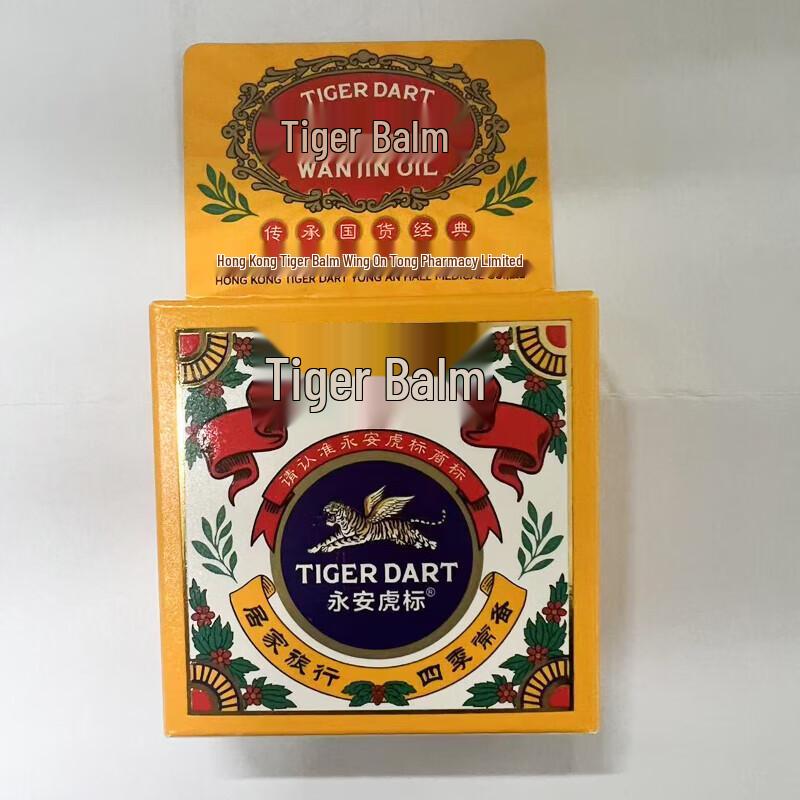 TIGER DART
Tiger Balm
WAN JIN OIL
传承国货经典
Hong Kong Tiger Balm Wing On Tong Pharmacy Limited
HONG KONG TIGER DART YONG AN HALL MEDICAL CO.,LTD
Tiger Balm
请认准永安虎标商标
TIGER DART
永安虎标®
居家旅行 四季常备